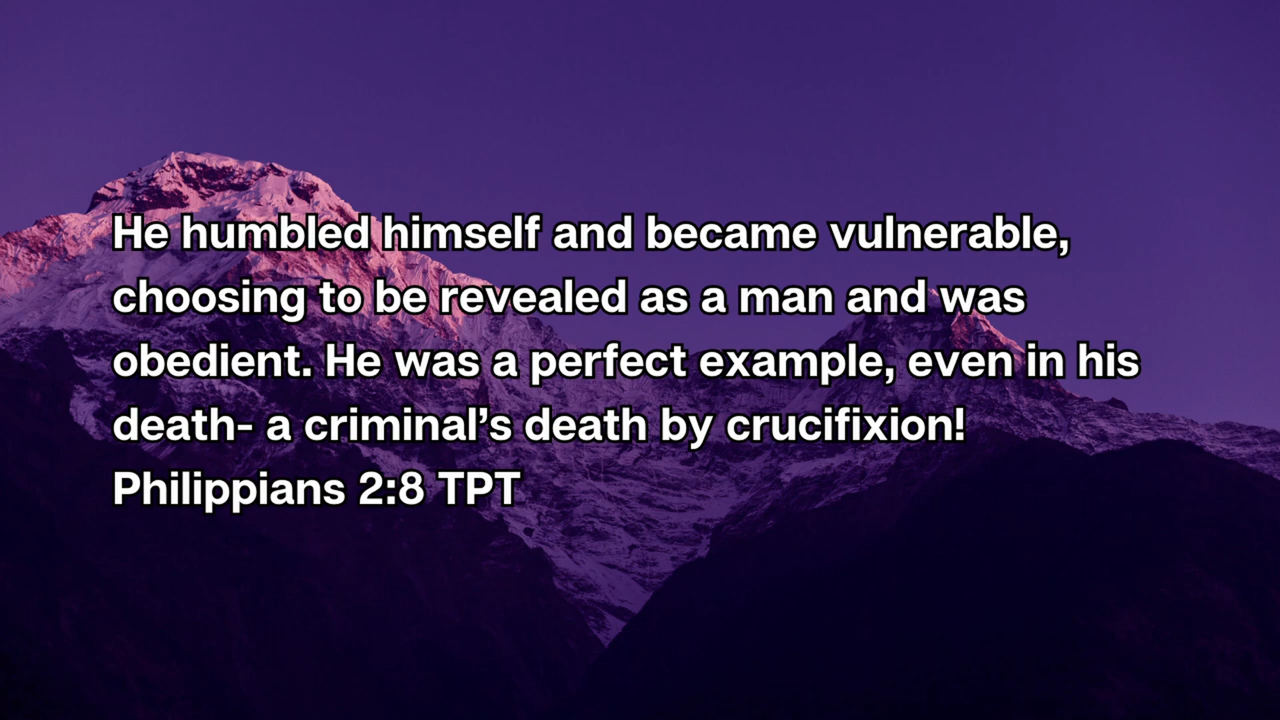 He humbled himself and became vulnerable,
choosing to be revealed as a man and was
obedient. He was a perfect example, even in his
death- a criminal’s death by crucifixion!
Philippians 2:8 TPT